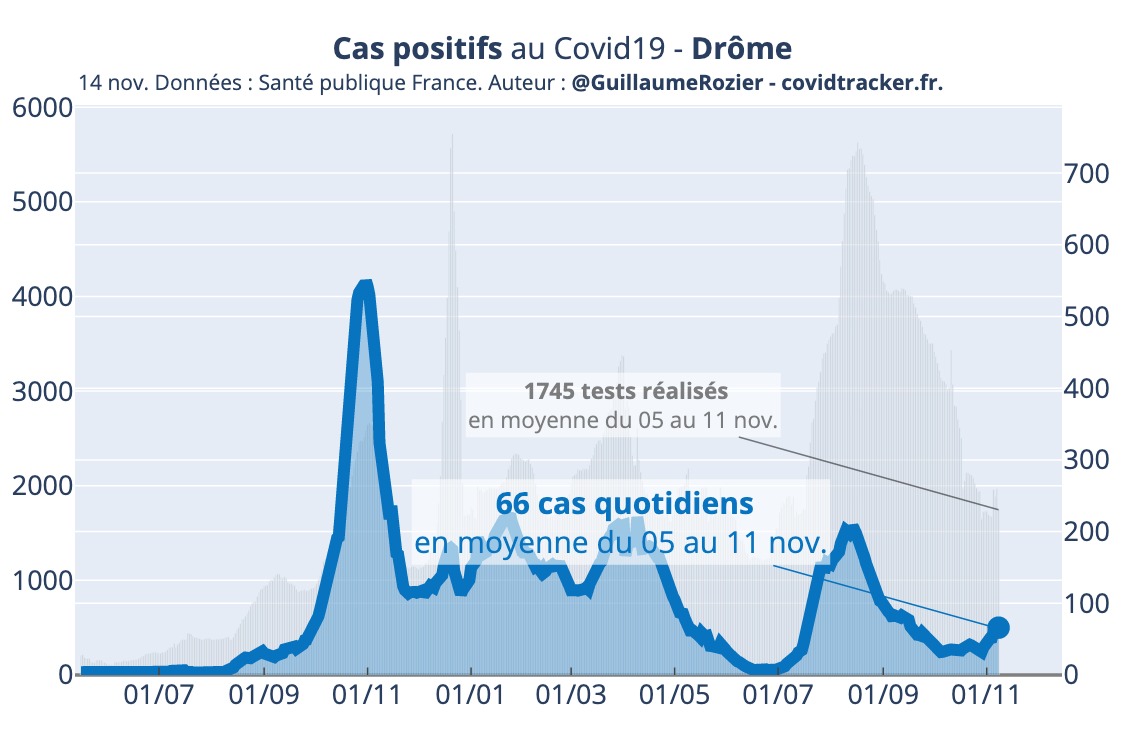 Cas positifs au Covid19 - Drôme
14 nov. Données : Santé publique France. Auteur : @GuillaumeRozier - covidtracker.fr.
6000
5000
4000
3000
2000
1000
0
700
600
500
400
300
200
100
0
1745 tests réalisés
en moyenne du 05 au 11 nov.
66 cas quotidiens
en moyenne du 05 au 11 nov.
01/07 01/09 01/11 01/01 01/03 01/05 01/07 01/09 01/11